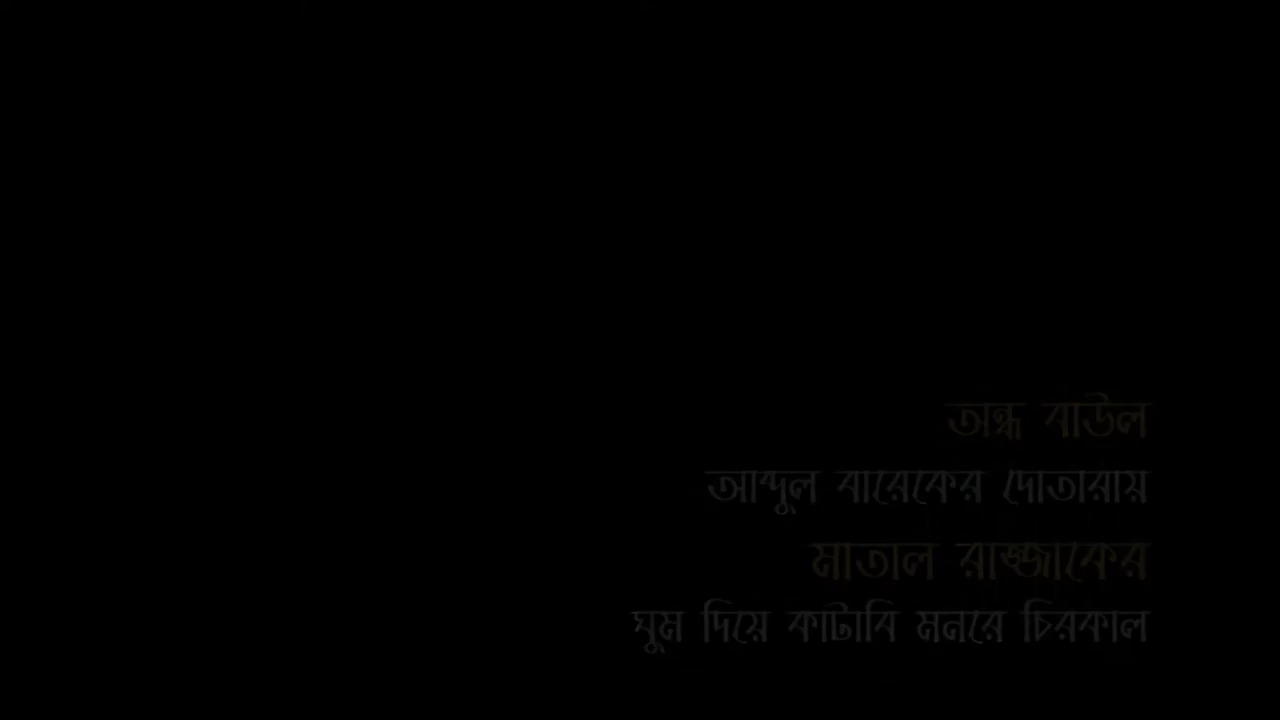 অন্ধ বাউল
আব্দুল বারেকের দোতারায়
মাতাল রাজ্জাকের
ঘুম দিয়ে কাটাবি মনরে চিরকাল